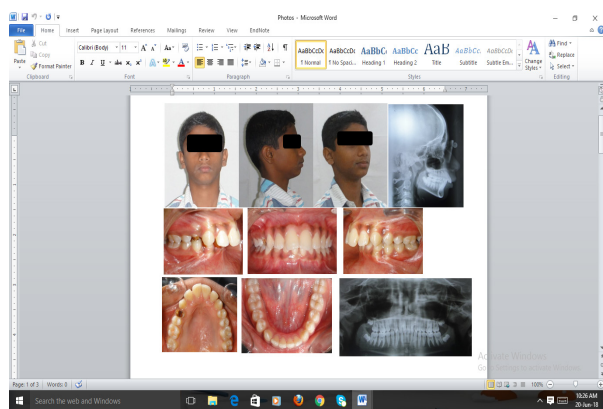 Photos - Microsoft Word
File Home Insert Page Layout References Mailings Review View EndNote
Paste
Cut
Copy
Format Painter
Clipboard
Calibri (Body) 11
Font
Paragraph
AaBbCcDc AaBbCcDc AaBbC AaBbCc AaB AaBbCc. AaBbCcDc
¶ Normal ¶ No Spaci... Heading 1 Heading 2 Title Subtitle Subtle Em...
Styles
Change Styles
Find
Replace
Select
Editing
Activate Windows
Page: 1 of 3 Words: 0
100%
Search the web and Windows
10:26 AM
20-Jun-18